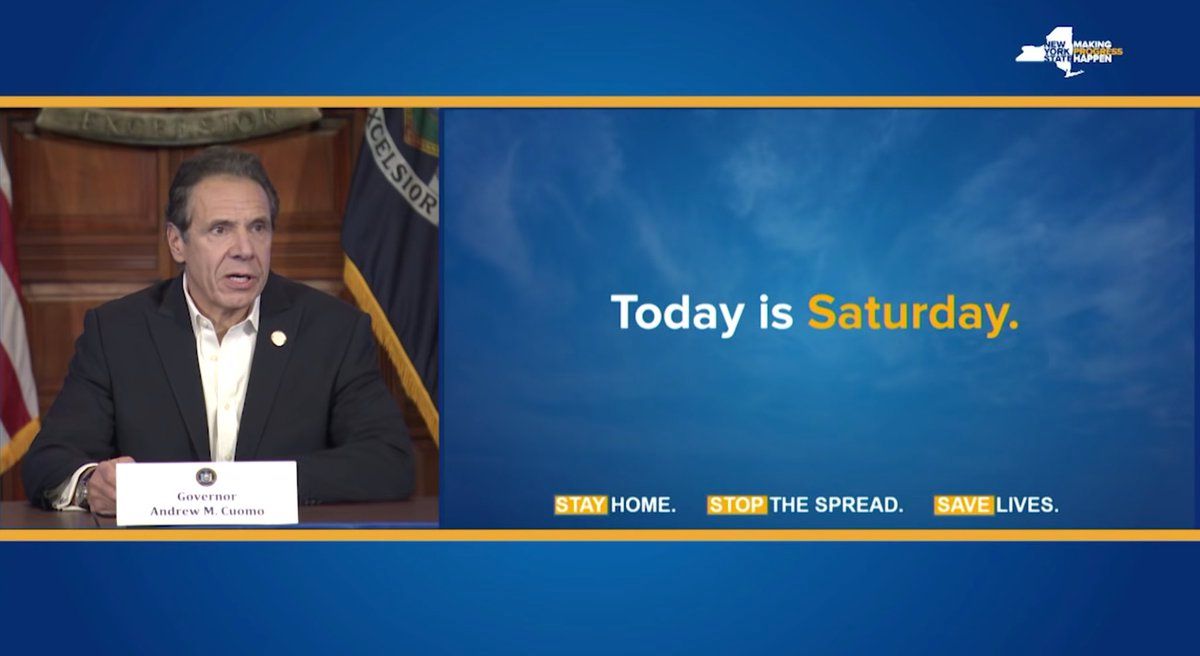 NEW YORK STATE
MAKING PROGRESS HAPPEN
EXCELSIOR
EXCELSIOR
Today is Saturday.
Governor
Andrew M. Cuomo
STAY HOME. STOP THE SPREAD. SAVE LIVES.